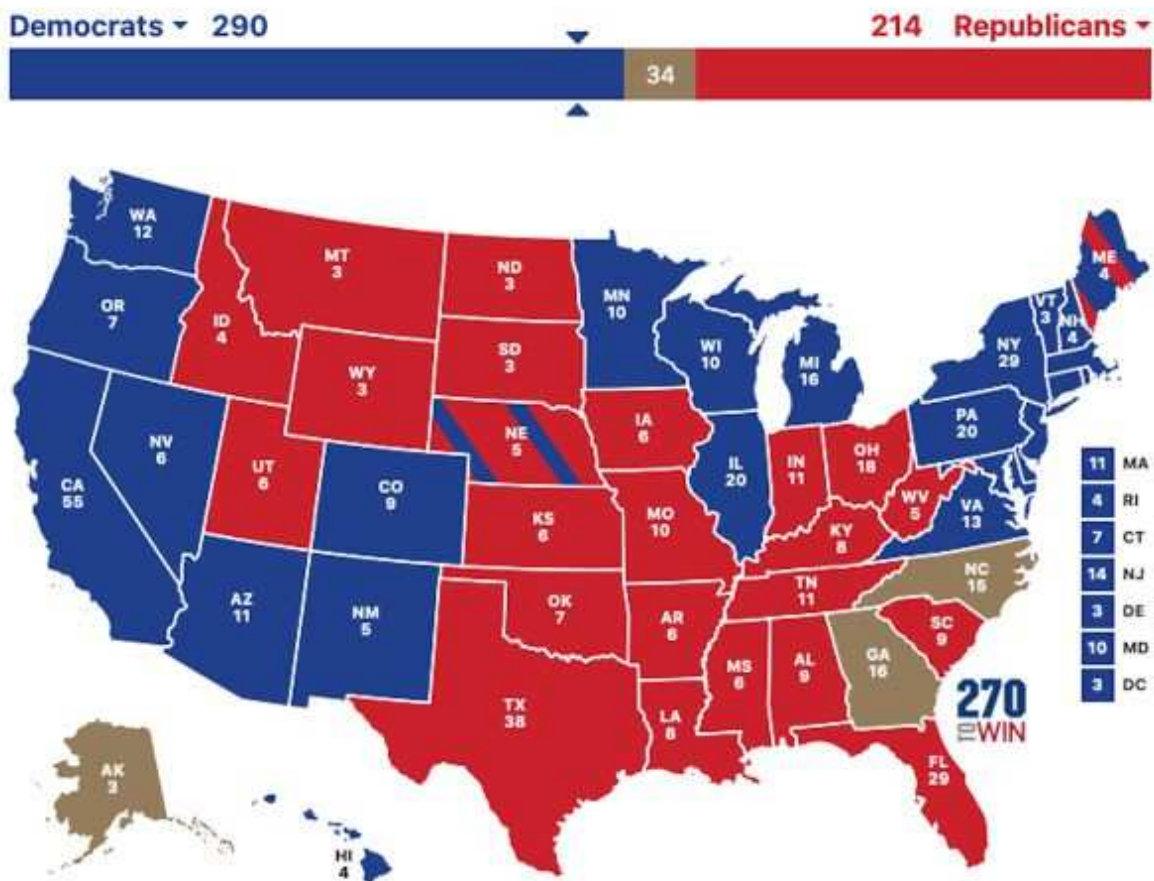 Democrats 290
214 Republicans
34
WA
12
MT
3
ND
3
MN
10
ME
4
OR
7
ID
4
SD
3
WI
10
MI
16
VT
3
NH
4
NY
29
WY
3
NE
5
IA
6
PA
20
NV
6
UT
6
CO
9
IL
20
IN
11
OH
18
WV
5
VA
13
CA
55
KS
6
MO
10
KY
8
NC
15
TN
11
AZ
11
NM
5
OK
7
AR
6
SC
9
MS
6
AL
9
GA
16
TX
38
LA
8
FL
29
AK
3
HI
4
11 MA
4 RI
7 CT
14 NJ
3 DE
10 MD
3 DC
270
TO WIN